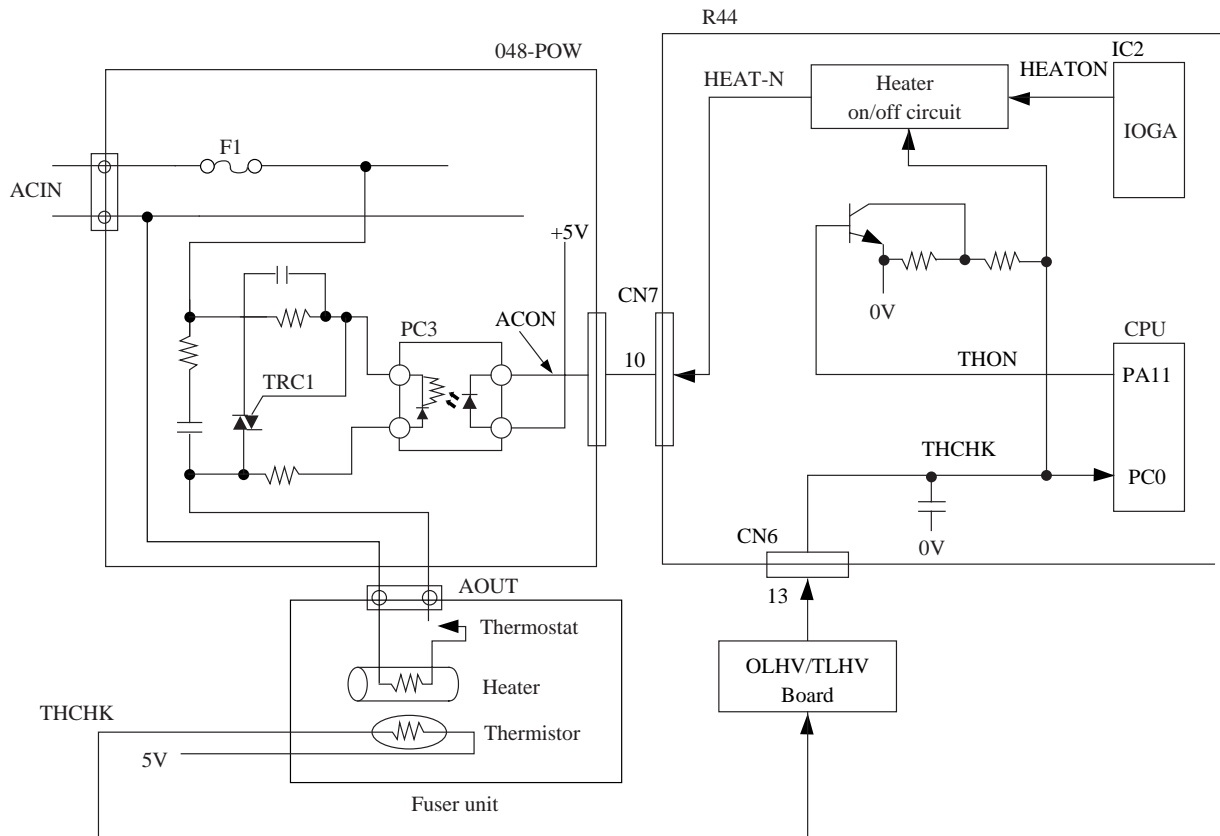 R44
048-POW
IC2
HEAT-N
Heater
on/off circuit
HEATON
IOGA
F1
ACIN
+5V
CN7
0V
PC3
ACON
10
CPU
TRC1
THON
PA11
THCHK
PC0
CN6
0V
AOUT
13
Thermostat
OLHV/TLHV
Board
Heater
THCHK
Thermistor
5V
Fuser unit